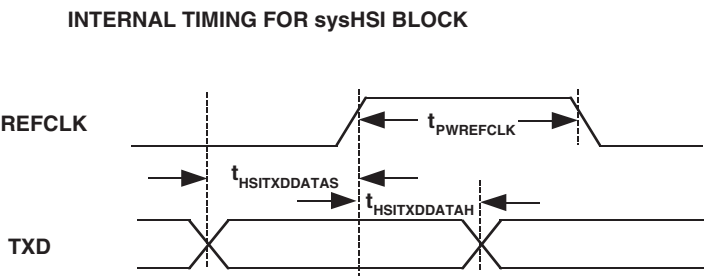 INTERNAL TIMING FOR sysHSI BLOCK
REFCLK
tPWREFCLK
tHSITXDDATAS
tHSITXDDATAH
TXD